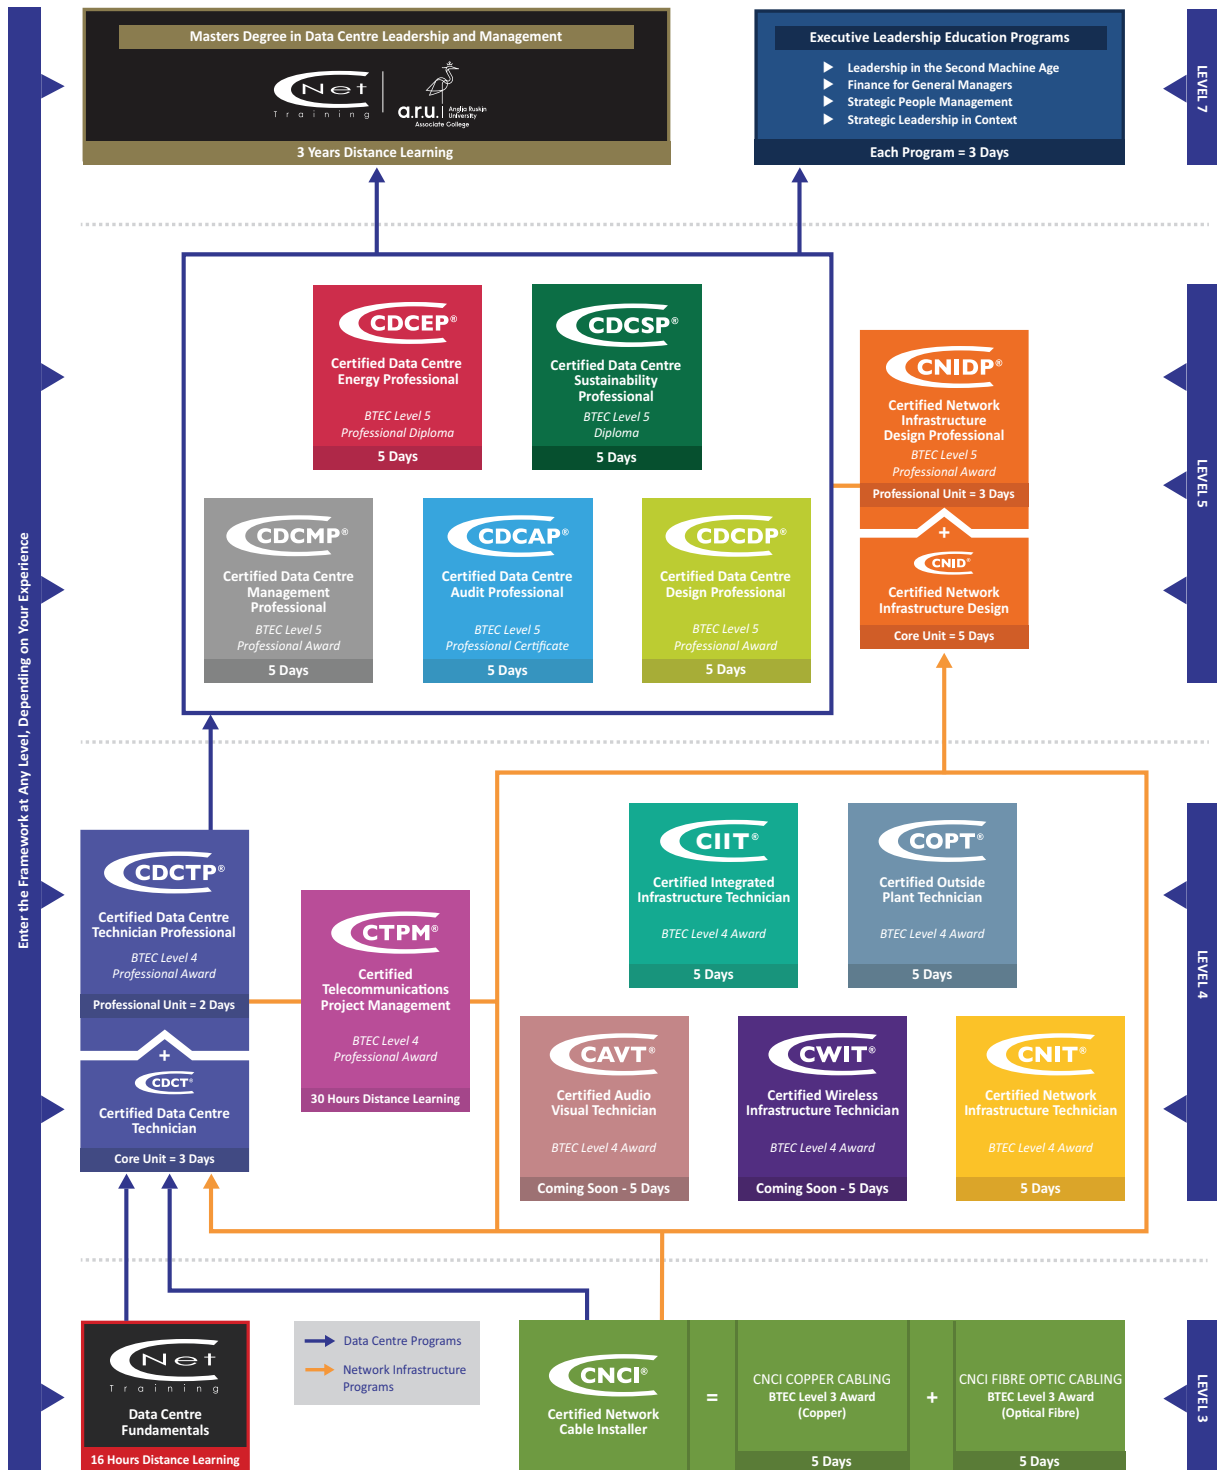 Enter the Framework at Any Level, Depending on Your Experience
Masters Degree in Data Centre Leadership and Management
CNet
Training
a.r.u.
Anglia Ruskin
University
Associate College
3 Years Distance Learning
Executive Leadership Education Programs
Leadership in the Second Machine Age
Finance for General Managers
Strategic People Management
Strategic Leadership in Context
Each Program = 3 Days
LEVEL 7
CDCEP®
Certified Data Centre
Energy Professional
BTEC Level 5
Professional Diploma
5 Days
CDCSP®
Certified Data Centre
Sustainability
Professional
BTEC Level 5
Diploma
5 Days
CNIDP®
Certified Network
Infrastructure
Design Professional
BTEC Level 5
Professional Award
Professional Unit = 3 Days
+
CNID®
Certified Network
Infrastructure Design
Core Unit = 5 Days
LEVEL 5
CDCMP®
Certified Data Centre
Management
Professional
BTEC Level 5
Professional Award
5 Days
CDCAP®
Certified Data Centre
Audit Professional
BTEC Level 5
Professional Certificate
5 Days
CDCDP®
Certified Data Centre
Design Professional
BTEC Level 5
Professional Award
5 Days
CDCTP®
Certified Data Centre
Technician Professional
BTEC Level 4
Professional Award
Professional Unit = 2 Days
+
CDCT®
Certified Data Centre
Technician
Core Unit = 3 Days
CTPM®
Certified
Telecommunications
Project Management
BTEC Level 4
Professional Award
30 Hours Distance Learning
CIIT®
Certified Integrated
Infrastructure Technician
BTEC Level 4 Award
5 Days
COPT®
Certified Outside
Plant Technician
BTEC Level 4 Award
5 Days
LEVEL 4
CAVT®
Certified Audio
Visual Technician
BTEC Level 4 Award
Coming Soon - 5 Days
CWIT®
Certified Wireless
Infrastructure Technician
BTEC Level 4 Award
Coming Soon - 5 Days
CNIT®
Certified Network
Infrastructure Technician
BTEC Level 4 Award
5 Days
CNet
Training
Data Centre
Fundamentals
16 Hours Distance Learning
Data Centre Programs
Network Infrastructure
Programs
CNCI®
Certified Network
Cable Installer
=
CNCI COPPER CABLING
BTEC Level 3 Award
(Copper)
5 Days
+
CNCI FIBRE OPTIC CABLING
BTEC Level 3 Award
(Optical Fibre)
5 Days
LEVEL 3